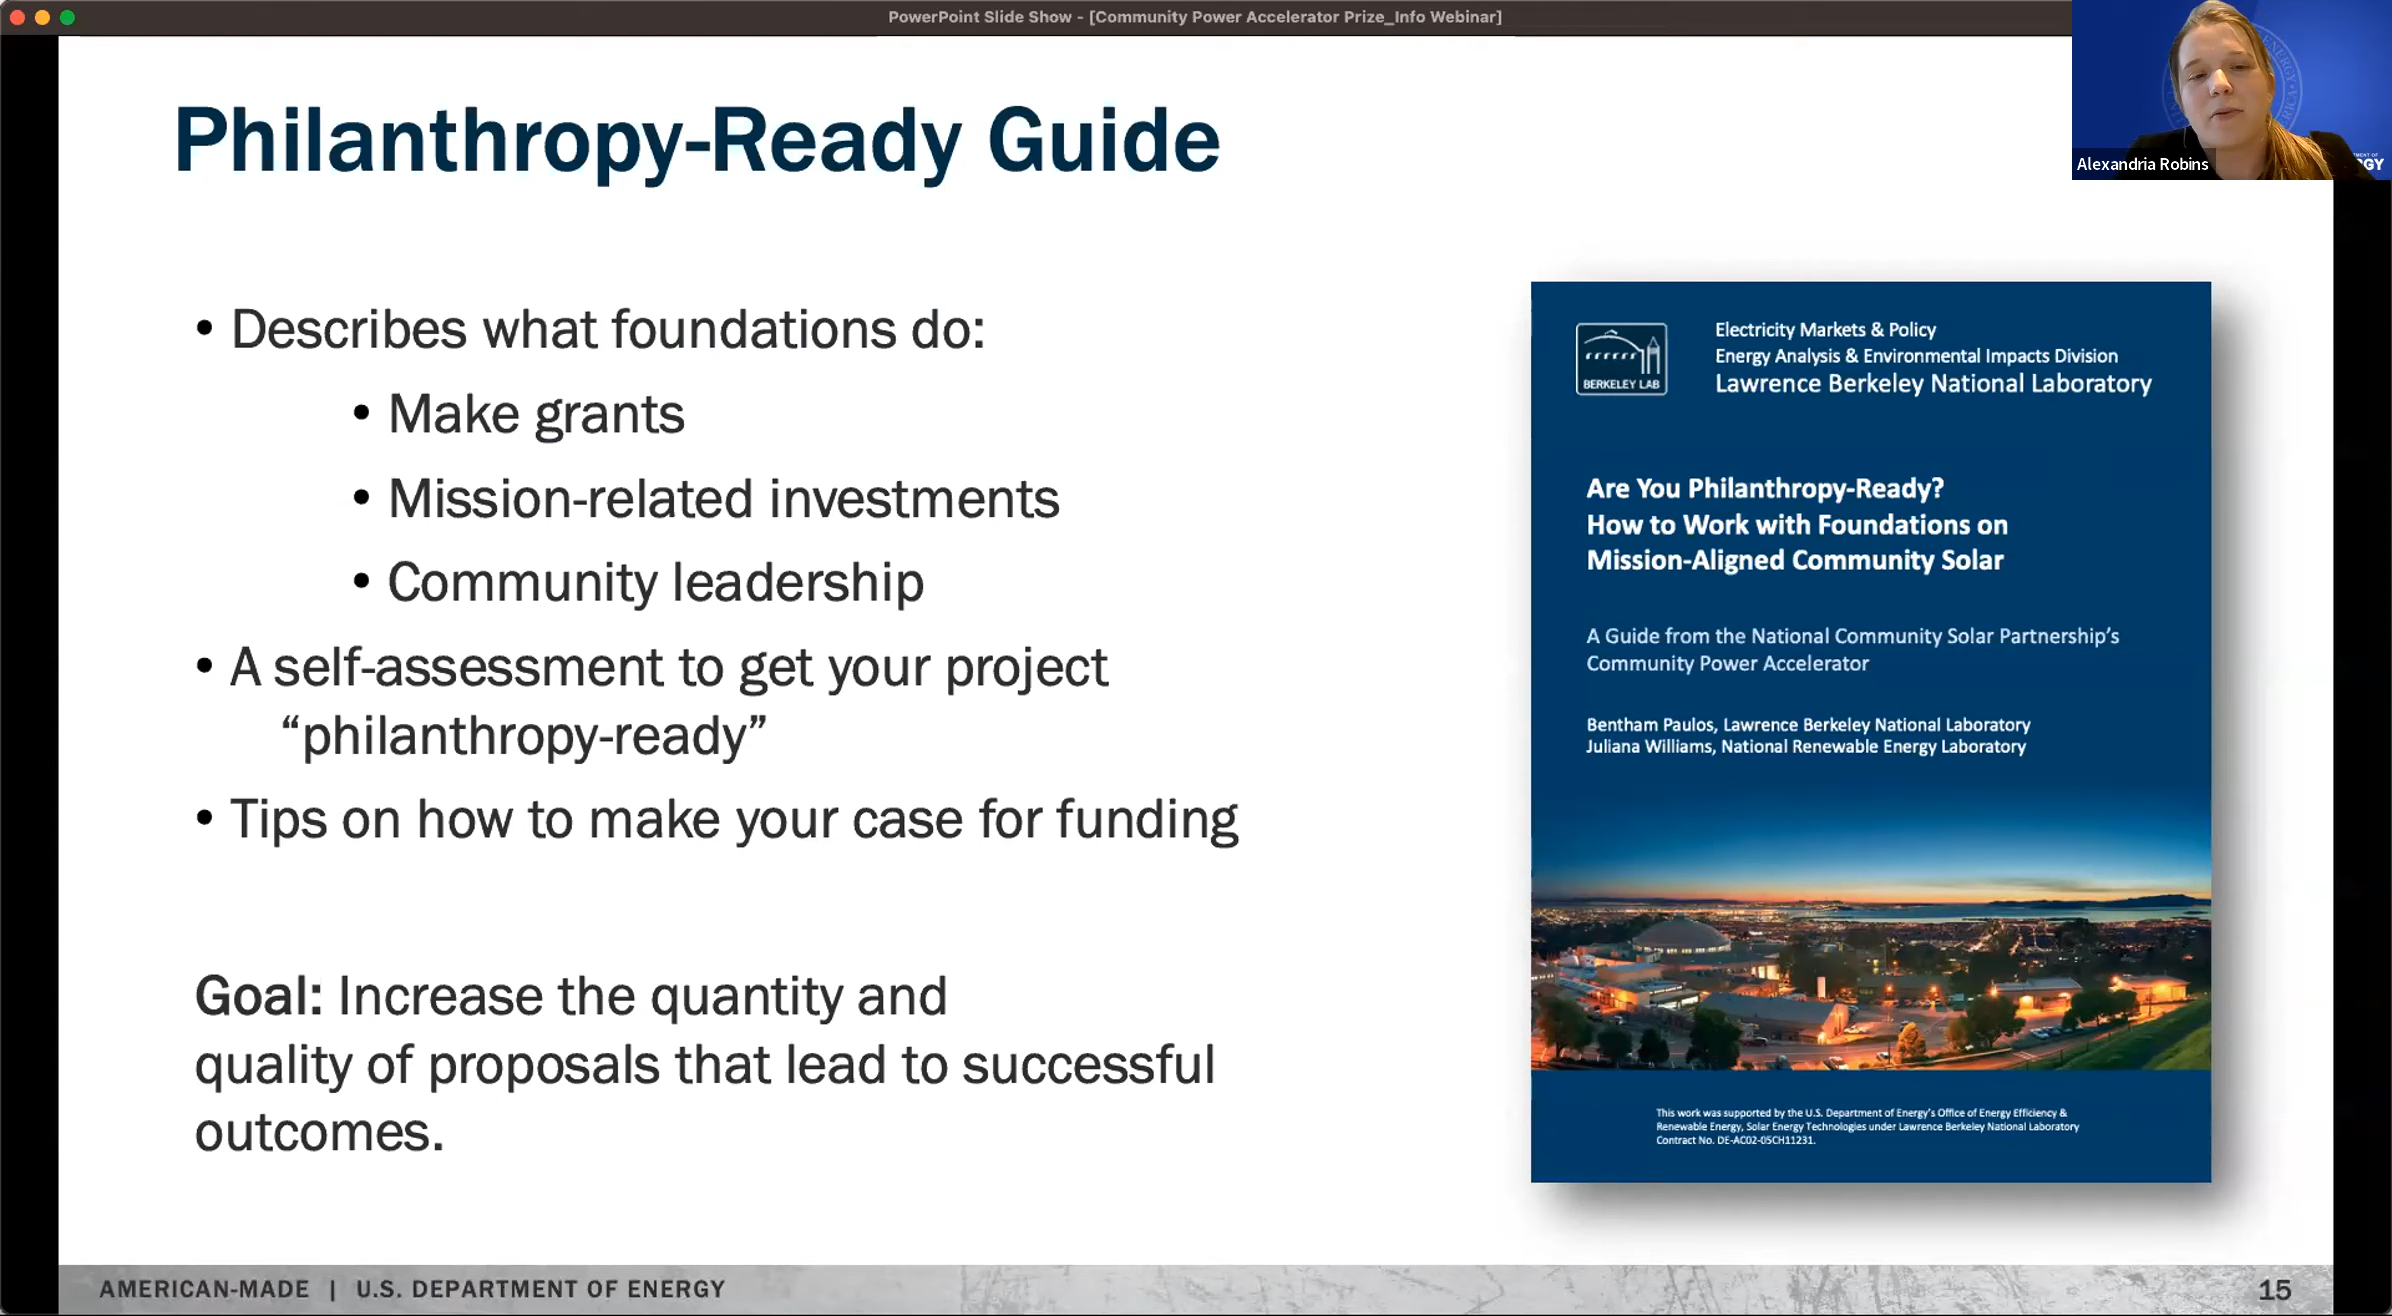 PowerPoint Slide Show - [Community Power Accelerator Prize_Info Webinar]
Alexandria Robins
Philanthropy-Ready Guide
• Describes what foundations do:
• Make grants
• Mission-related investments
• Community leadership
• A self-assessment to get your project
“philanthropy-ready”
• Tips on how to make your case for funding
Goal: Increase the quantity and
quality of proposals that lead to successful
outcomes.
BERKELEY LAB
Electricity Markets & Policy
Energy Analysis & Environmental Impacts Division
Lawrence Berkeley National Laboratory
Are You Philanthropy-Ready?
How to Work with Foundations on
Mission-Aligned Community Solar
A Guide from the National Community Solar Partnership’s
Community Power Accelerator
Bentham Paulos, Lawrence Berkeley National Laboratory
Juliana Williams, National Renewable Energy Laboratory
This work was supported by the U.S. Department of Energy’s Office of Energy Efficiency &
Renewable Energy, Solar Energy Technologies under Lawrence Berkeley National Laboratory
Contract No. DE-AC02-05CH11231.
AMERICAN-MADE | U.S. DEPARTMENT OF ENERGY
15